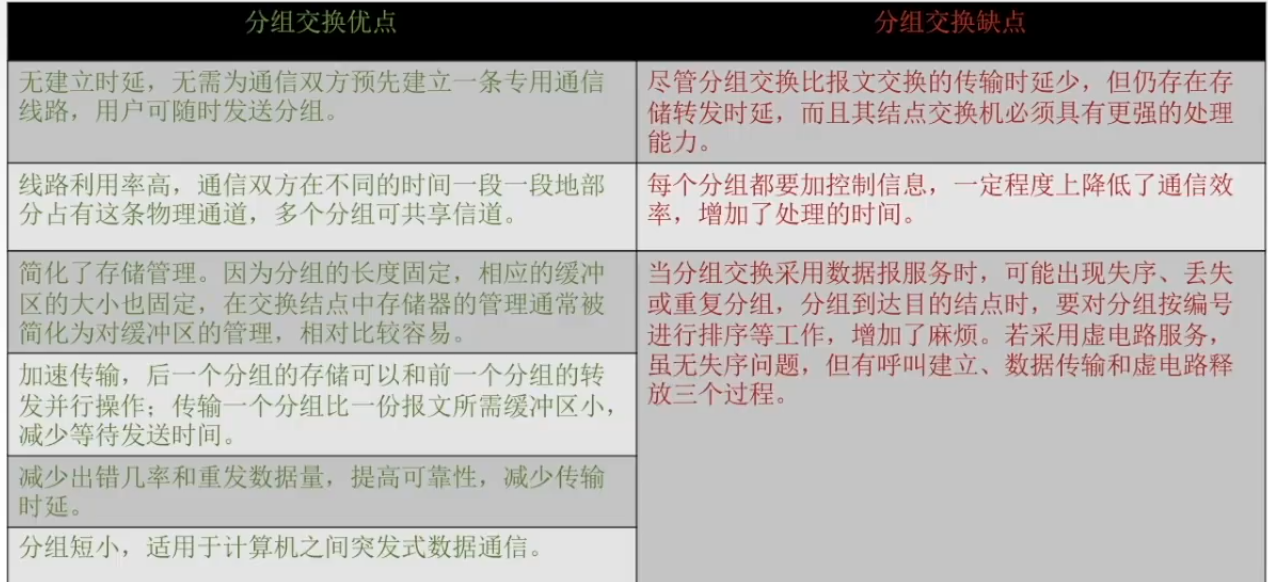 分组交换优点
分组交换缺点
无建立时延，无需为通信双方预先建立一条专用通信
线路，用户可随时发送分组。
尽管分组交换比报文交换的传输时延少，但仍存在存
储转发时延，而且其结点交换机必须具有更强的处理
能力。
线路利用率高，通信双方在不同的时间一段一段地部
分占有这条物理通道，多个分组可共享信道。
每个分组都要加控制信息，一定程度上降低了通信效
率，增加了处理的时间。
简化了存储管理。因为分组的长度固定，相应的缓冲
区的大小也固定，在交换结点中存储器的管理通常被
简化为对缓冲区的管理，相对比较容易。
当分组交换采用数据报服务时，可能出现失序、丢失
或重复分组，分组到达目的结点时，要对分组按编号
进行排序等工作，增加了麻烦。若采用虚电路服务，
虽无失序问题，但有呼叫建立、数据传输和虚电路释
放三个过程。
加速传输，后一个分组的存储可以和前一个分组的转
发并行操作；传输一个分组比一份报文所需缓冲区小，
减少等待发送时间。
减少出错几率和重发数据量，提高可靠性，减少传输
时延。
分组短小，适用于计算机之间突发式数据通信。